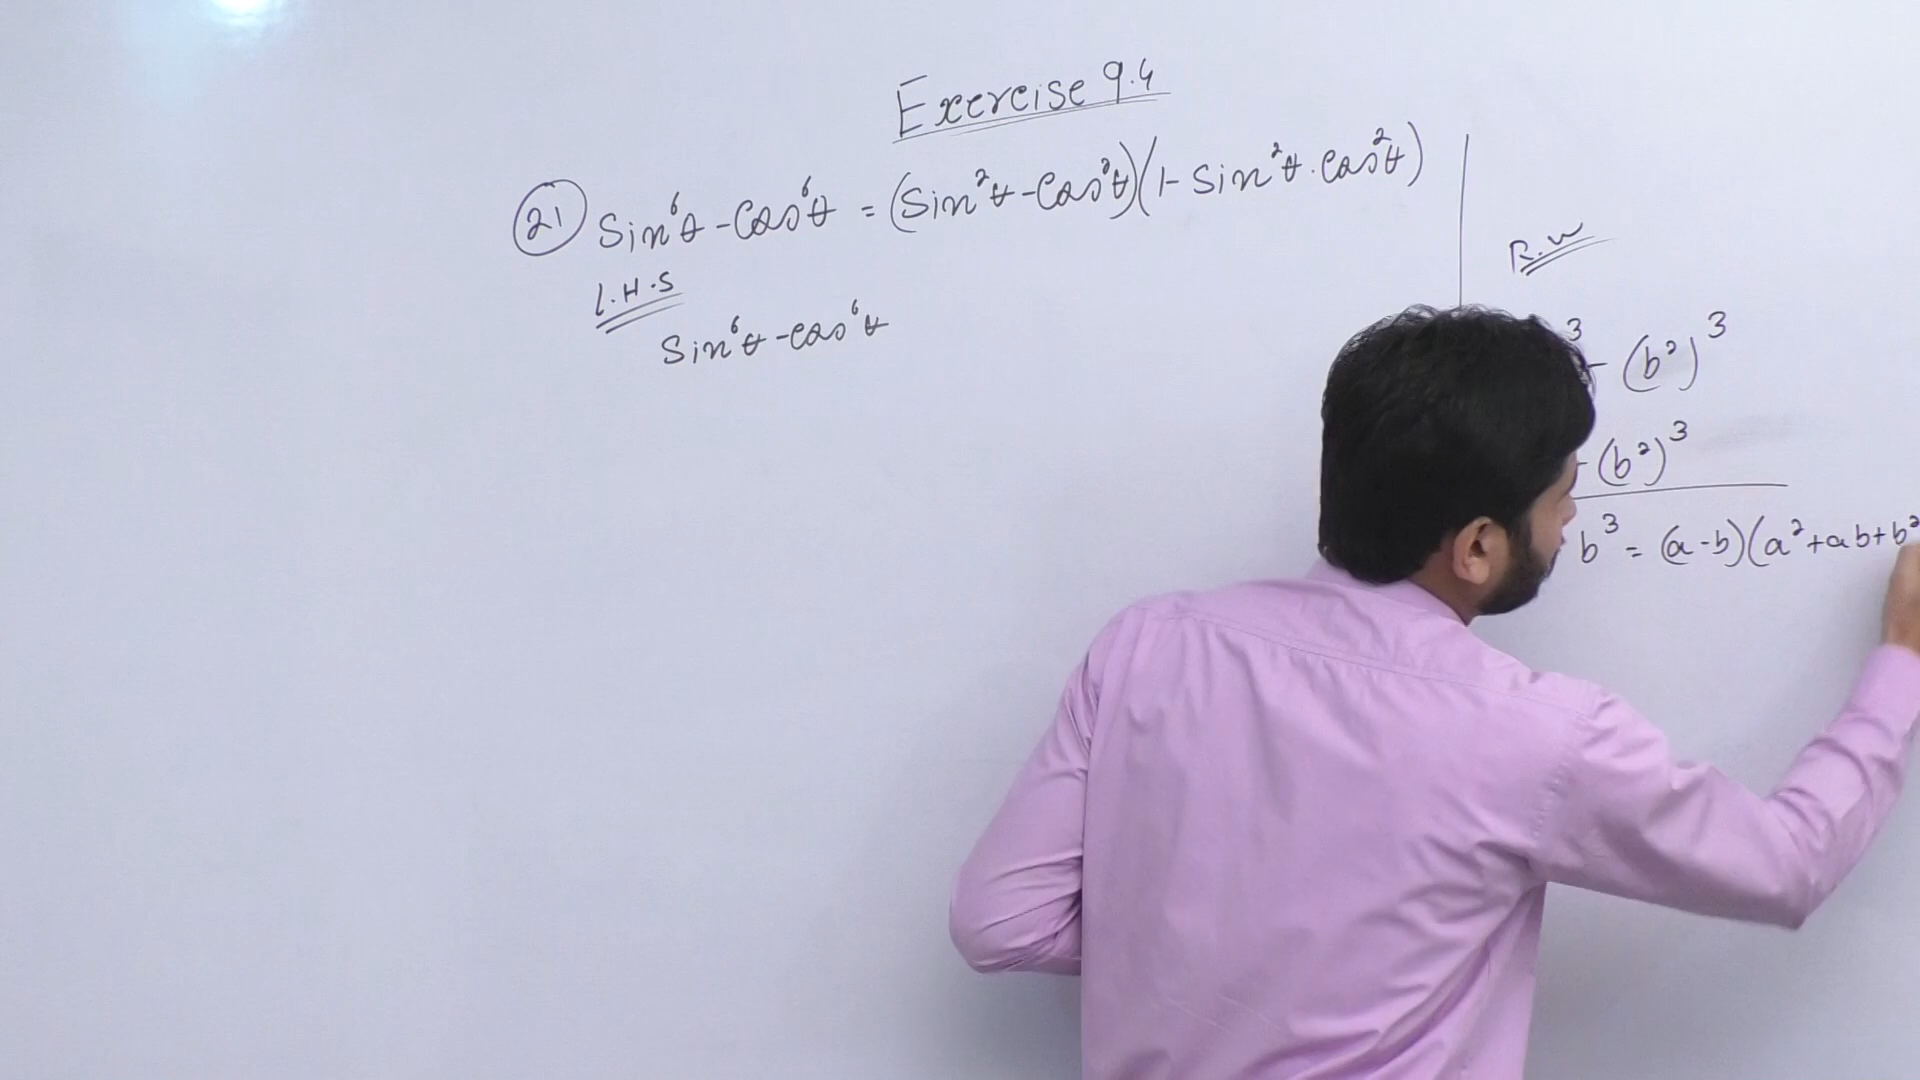 Exercise 9.4
21 Sin⁶θ - Cos⁶θ = (Sin²θ - Cos²θ)(1 - Sin²θ . Cos²θ)
L.H.S
Sin⁶θ - Cos⁶θ
R.W
³ - (b²)³
- (b²)³
b³ = (a - b)(a² + ab + b²